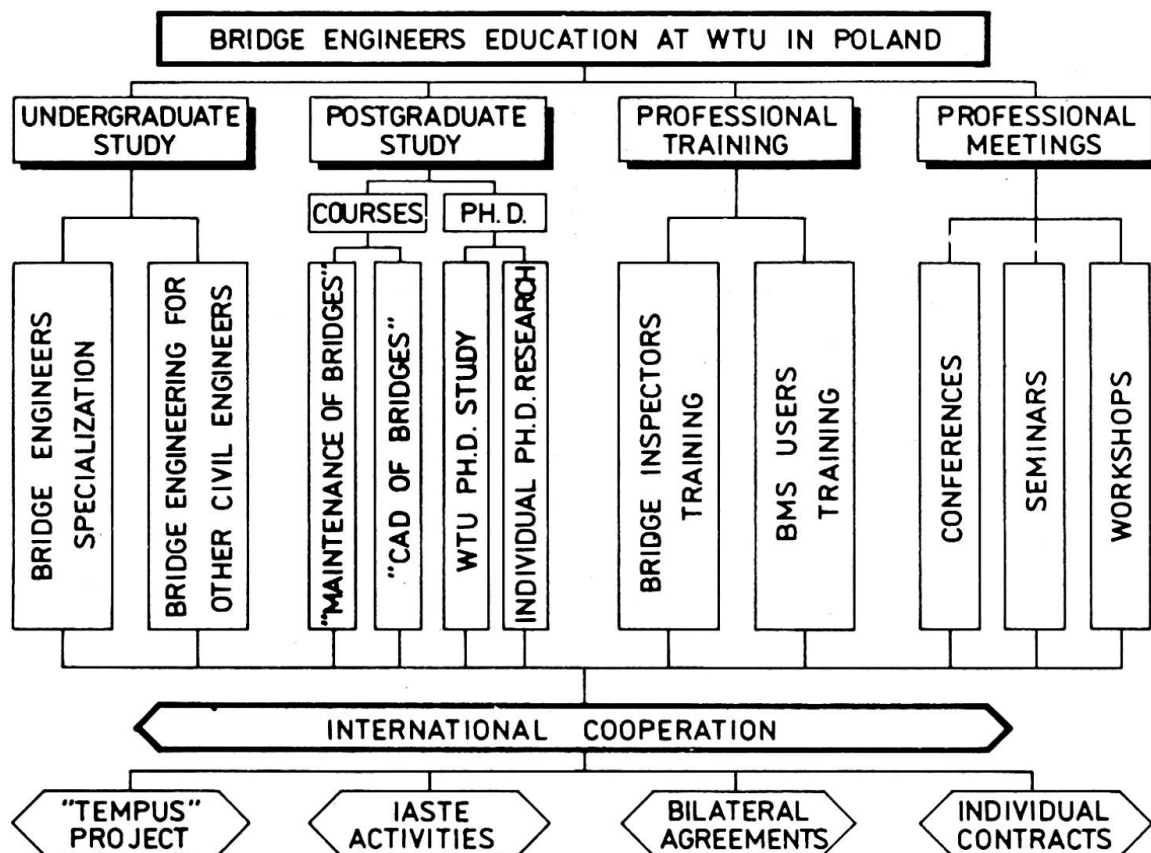 BRIDGE ENGINEERS EDUCATION AT WTU IN POLAND
UNDERGRADUATE
STUDY
POSTGRADUATE
STUDY
PROFESSIONAL
TRAINING
PROFESSIONAL
MEETINGS
COURSES
PH.D.
BRIDGE ENGINEERS
SPECIALIZATION
BRIDGE ENGINEERING FOR
OTHER CIVIL ENGINEERS
"MAINTENANCE OF BRIDGES"
"CAD OF BRIDGES"
WTU PH.D. STUDY
INDIVIDUAL PH.D. RESEARCH
BRIDGE INSPECTORS
TRAINING
BMS USERS
TRAINING
CONFERENCES
SEMINARS
WORKSHOPS
INTERNATIONAL COOPERATION
"TEMPUS"
PROJECT
IASTE
ACTIVITIES
BILATERAL
AGREEMENTS
INDIVIDUAL
CONTRACTS